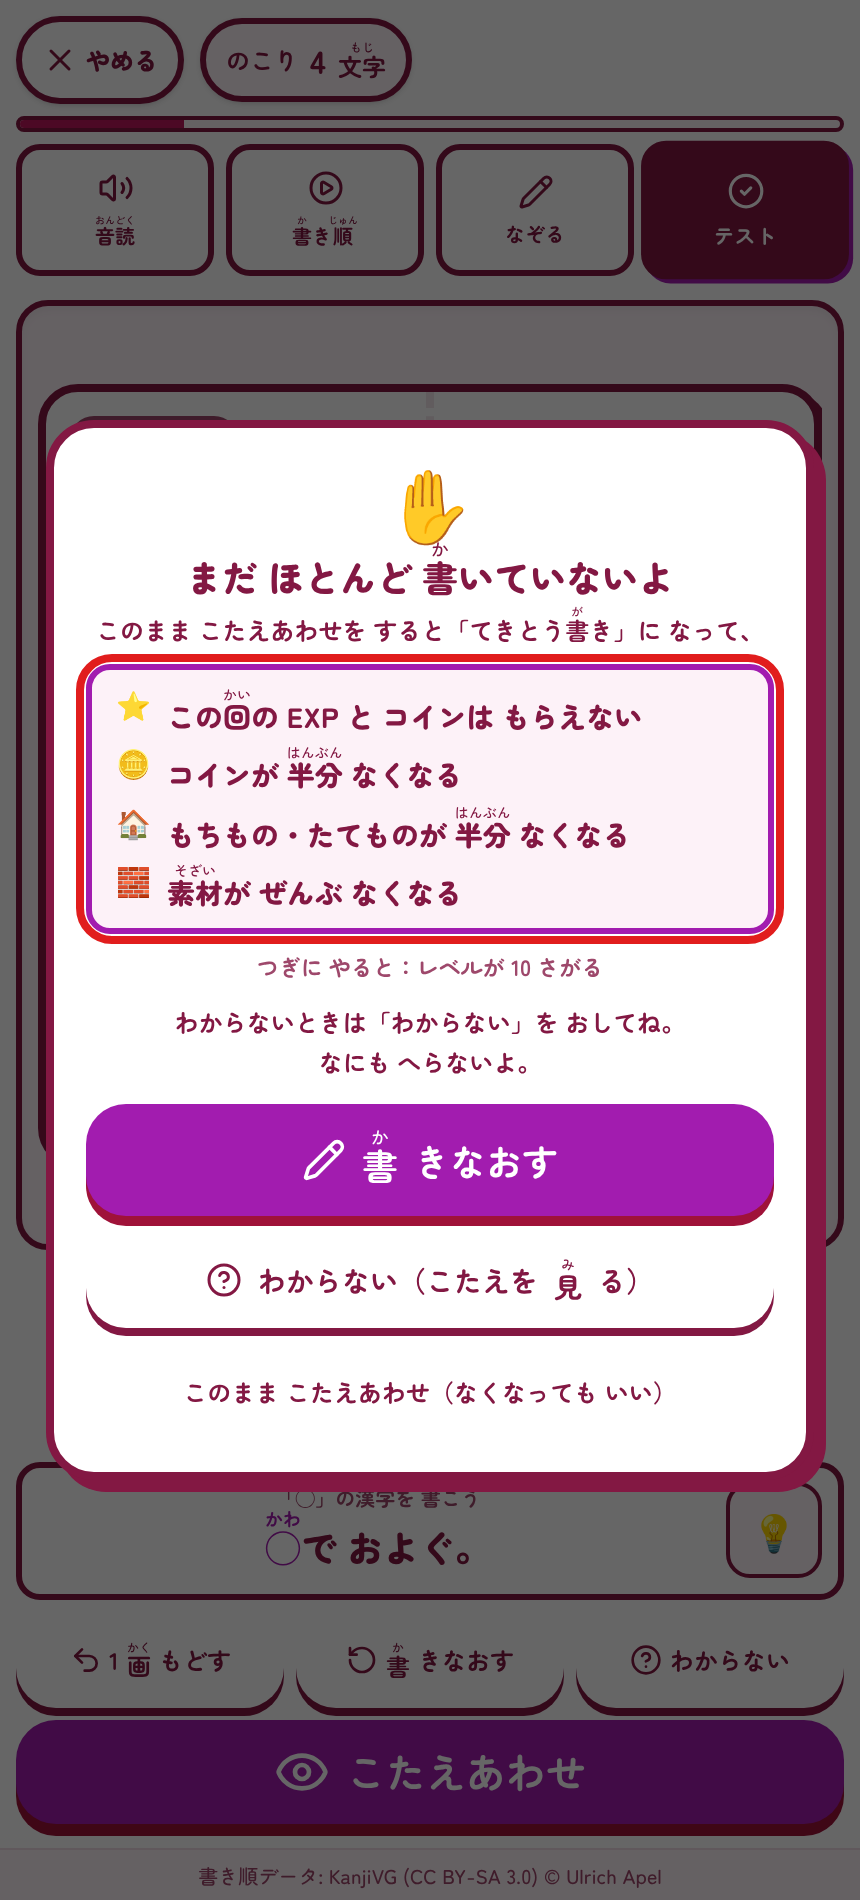 やめる
のこり 4 文字
音読
書き順
なぞる
テスト
まだ ほとんど 書いていないよ
このまま こたえあわせを すると「てきとう書き」に なって、
この回の EXP と コインは もらえない
コインが 半分 なくなる
もちもの・たてものが 半分 なくなる
素材が ぜんぶ なくなる
つぎに やると：レベルが 10 さがる
わからないときは「わからない」を おしてね。
なにも へらないよ。
書きなおす
わからない（こたえを 見る）
このまま こたえあわせ（なくなっても いい）
「〇」の漢字を 書こう
かわ
〇で およぐ。
1画 もどす
書きなおす
わからない
こたえあわせ
書き順データ: KanjiVG (CC BY-SA 3.0) © Ulrich Apel